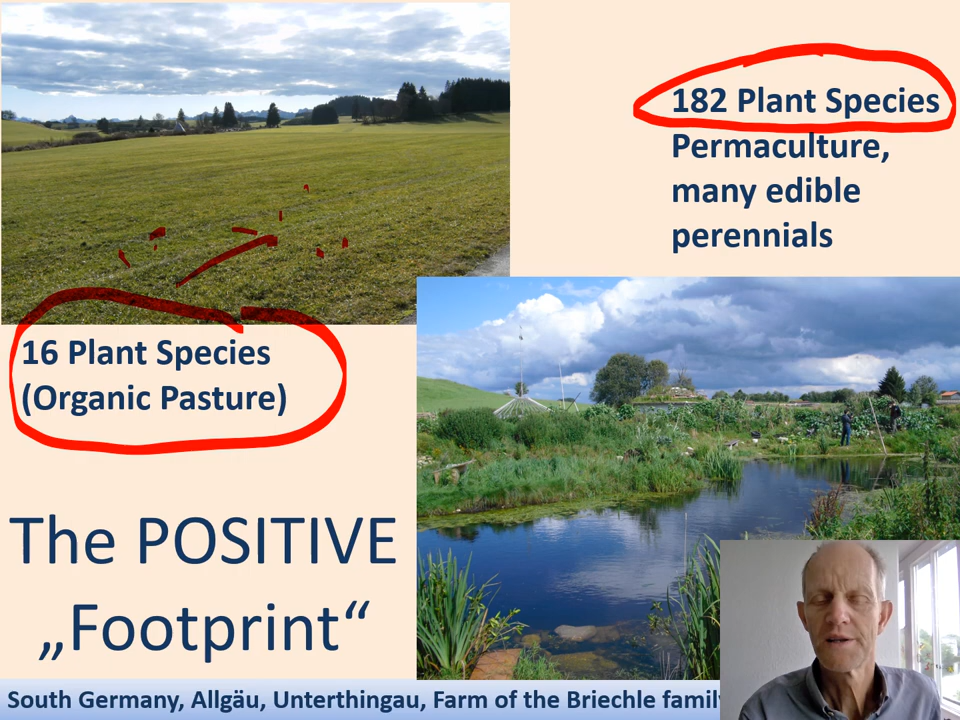 182 Plant Species
Permaculture,
many edible
perennials
16 Plant Species
(Organic Pasture)
The POSITIVE
„Footprint“
South Germany, Allgäu, Unterthingau, Farm of the Briechle